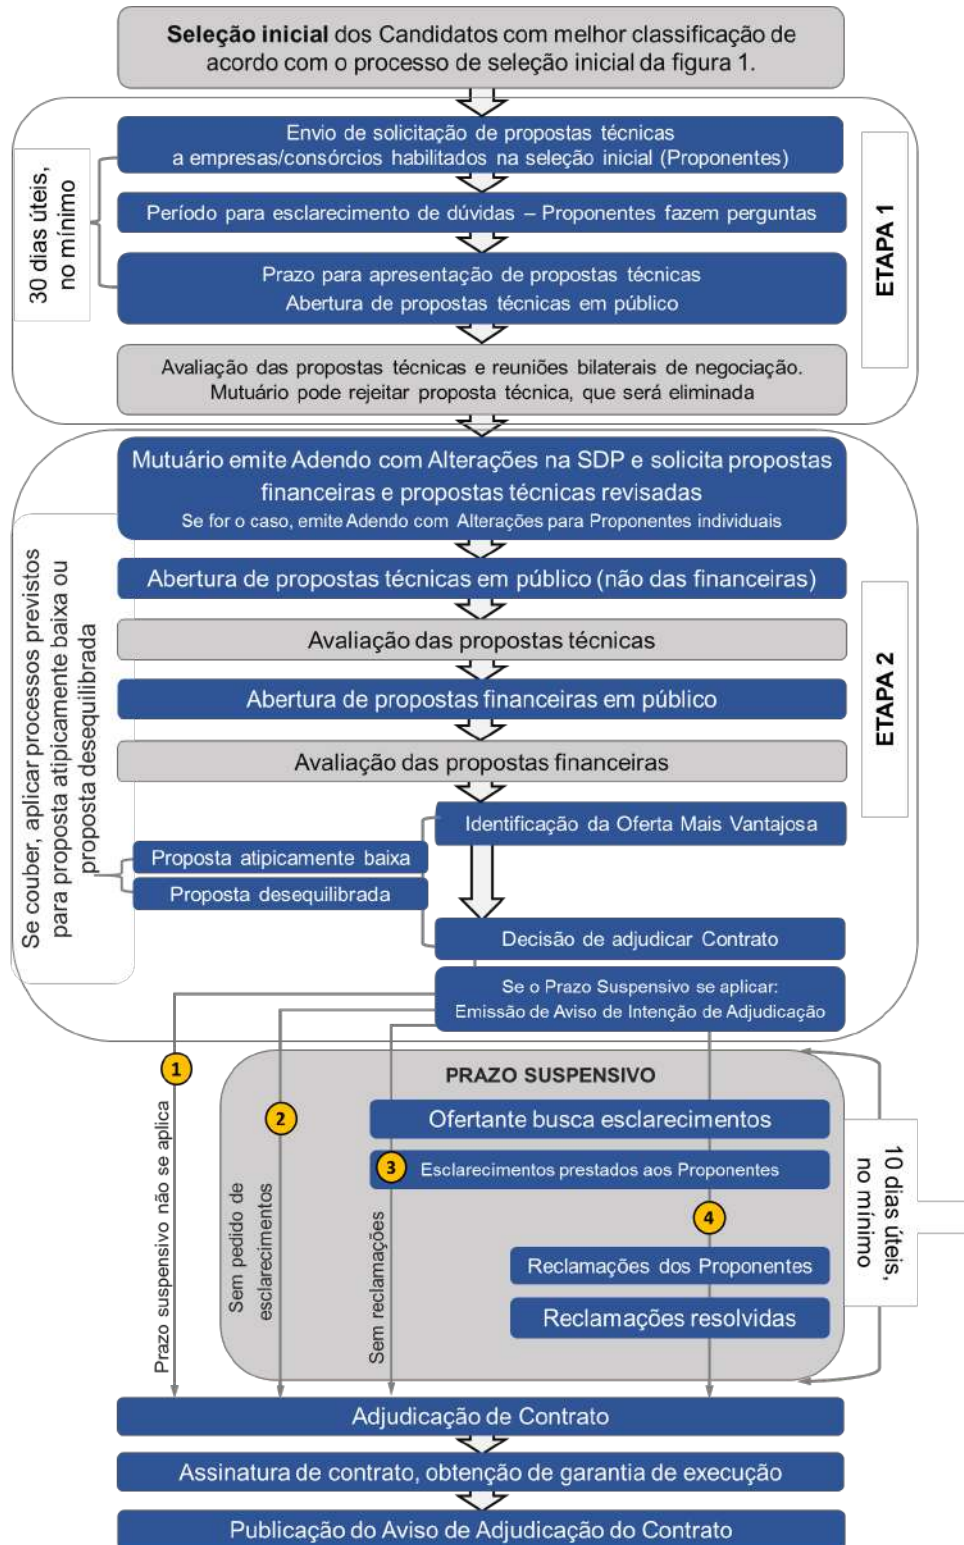 Seleção inicial dos Candidatos com melhor classificação de
acordo com o processo de seleção inicial da figura 1.
Envio de solicitação de propostas técnicas
a empresas/consórcios habilitados na seleção inicial (Proponentes)
30 dias úteis,
no mínimo
Período para esclarecimento de dúvidas – Proponentes fazem perguntas
Prazo para apresentação de propostas técnicas
Abertura de propostas técnicas em público
ETAPA 1
Avaliação das propostas técnicas e reuniões bilaterais de negociação.
Mutuário pode rejeitar proposta técnica, que será eliminada
Mutuário emite Adendo com Alterações na SDP e solicita propostas
financeiras e propostas técnicas revisadas
Se for o caso, emite Adendo com Alterações para Proponentes individuais
Abertura de propostas técnicas em público (não das financeiras)
Avaliação das propostas técnicas
Abertura de propostas financeiras em público
Avaliação das propostas financeiras
ETAPA 2
Se couber, aplicar processos previstos
para proposta atipicamente baixa ou
proposta desequilibrada
Identificação da Oferta Mais Vantajosa
Proposta atipicamente baixa
Proposta desequilibrada
Decisão de adjudicar Contrato
Se o Prazo Suspensivo se aplicar:
Emissão de Aviso de Intenção de Adjudicação
1
Prazo suspensivo não se aplica
2
Sem pedido de
esclarecimentos
PRAZO SUSPENSIVO
Ofertante busca esclarecimentos
3
Esclarecimentos prestados aos Proponentes
Sem reclamações
4
Reclamações dos Proponentes
Reclamações resolvidas
10 dias úteis,
no mínimo
Adjudicação de Contrato
Assinatura de contrato, obtenção de garantia de execução
Publicação do Aviso de Adjudicação do Contrato